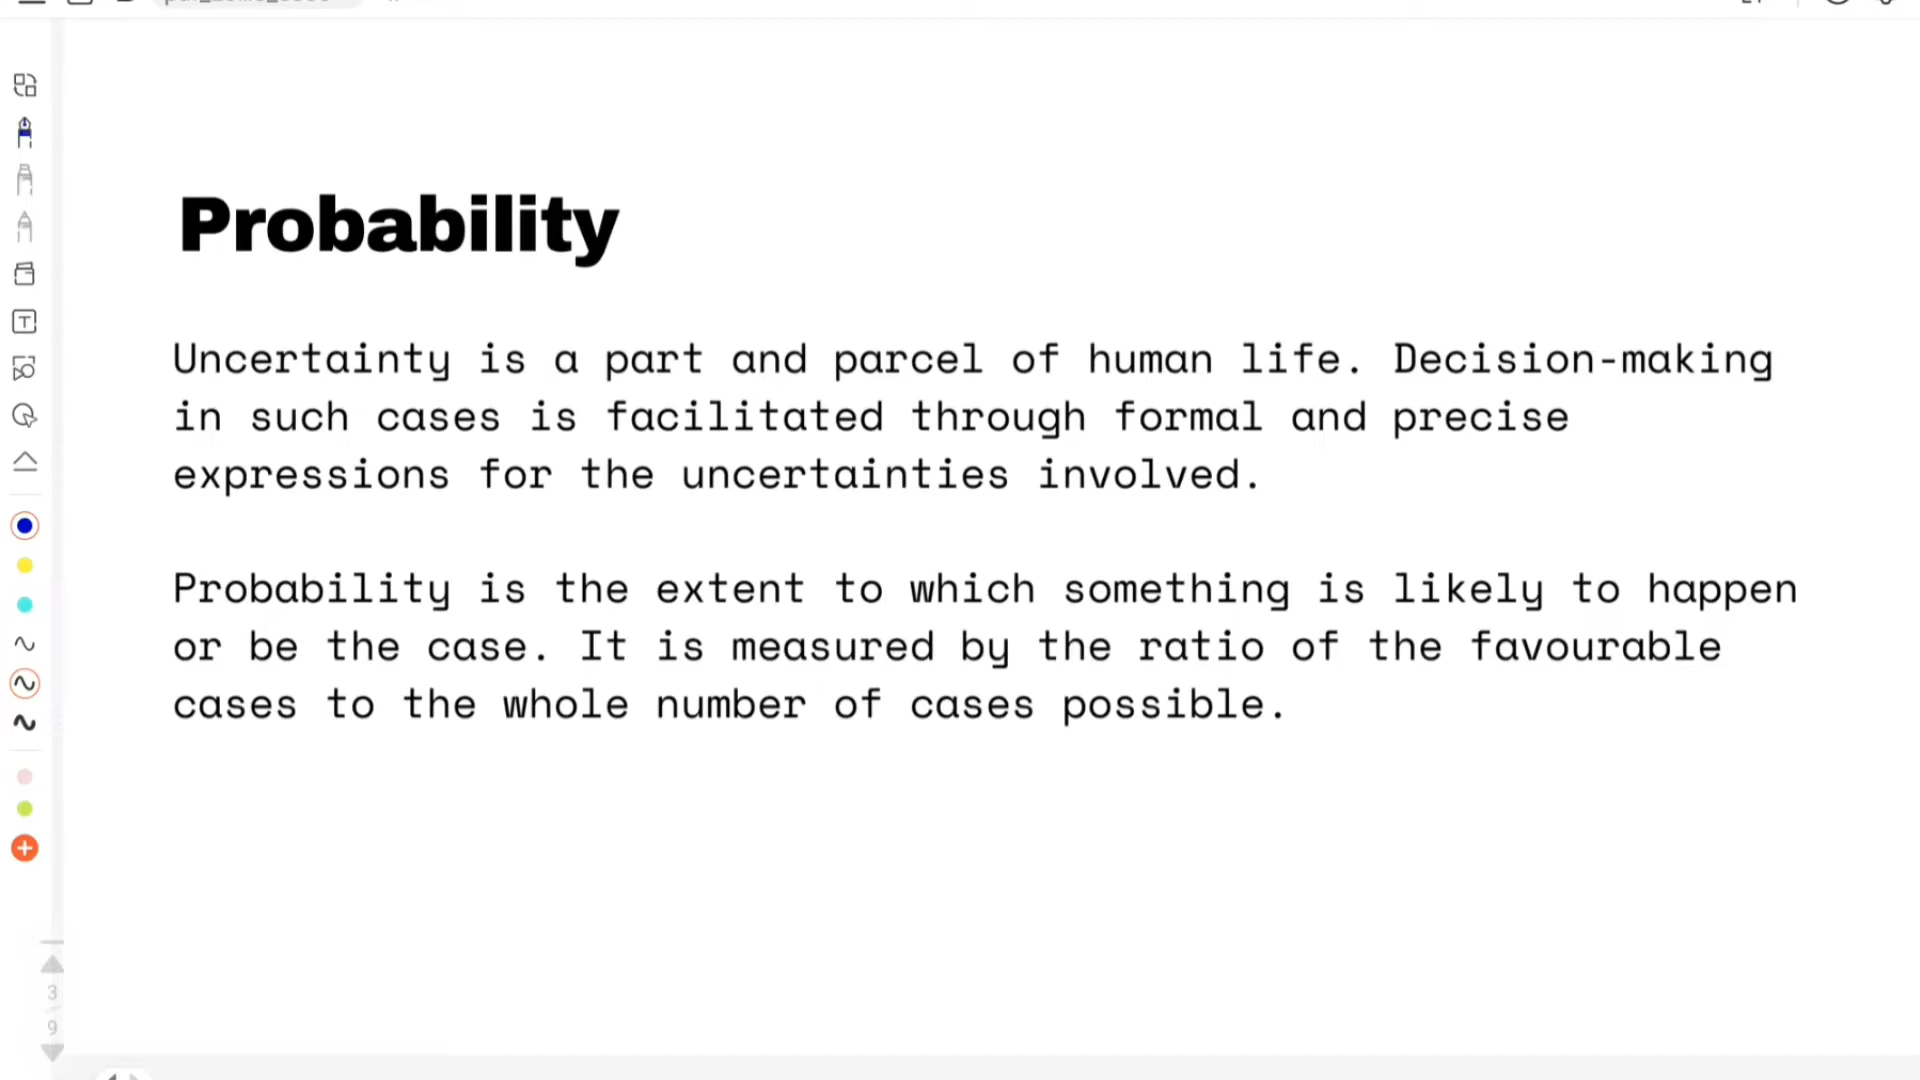 Probability
Uncertainty is a part and parcel of human life. Decision-making
in such cases is facilitated through formal and precise
expressions for the uncertainties involved.
Probability is the extent to which something is likely to happen
or be the case. It is measured by the ratio of the favourable
cases to the whole number of cases possible.
3
9